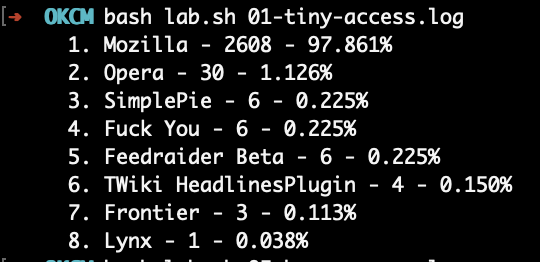 [➜ OKCM bash lab.sh 01-tiny-access.log
1. Mozilla - 2608 - 97.861%
2. Opera - 30 - 1.126%
3. SimplePie - 6 - 0.225%
4. Fuck You - 6 - 0.225%
5. Feedraider Beta - 6 - 0.225%
6. TWiki HeadlinesPlugin - 4 - 0.150%
7. Frontier - 3 - 0.113%
8. Lynx - 1 - 0.038%